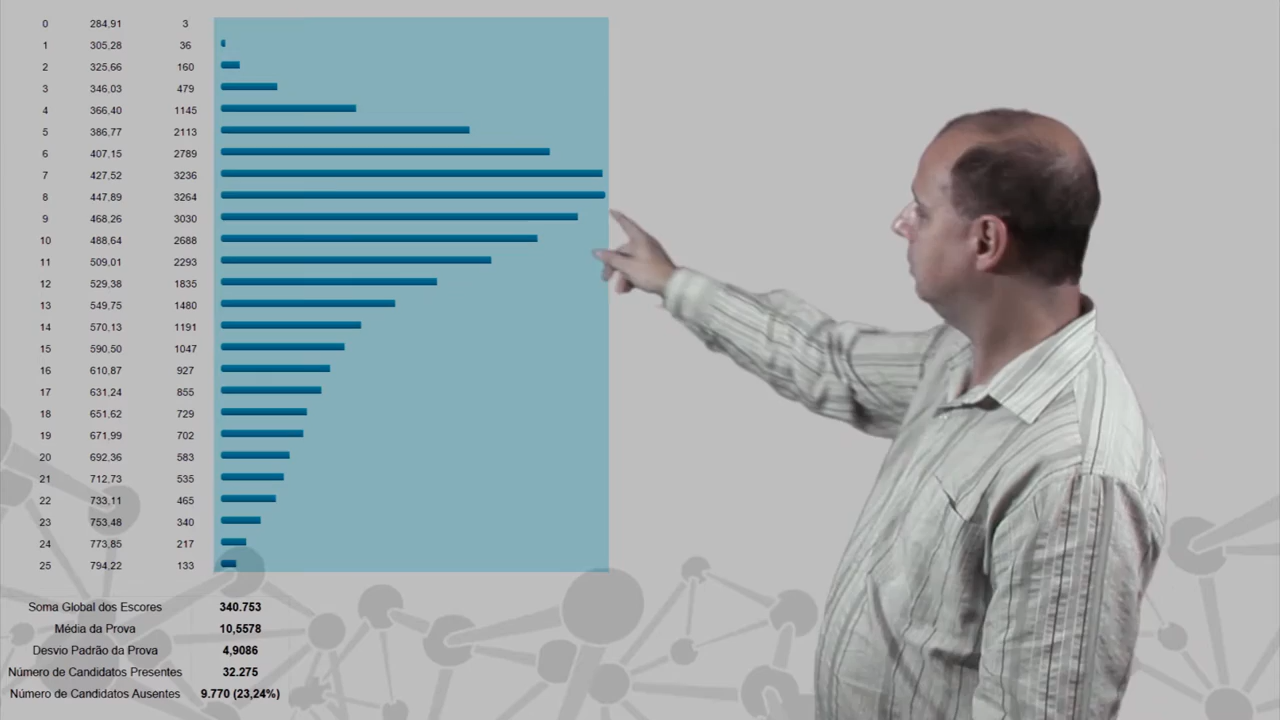 0 284,91 3
1 305,28 36
2 325,66 160
3 346,03 479
4 366,40 1145
5 386,77 2113
6 407,15 2789
7 427,52 3236
8 447,89 3264
9 468,26 3030
10 488,64 2688
11 509,01 2293
12 529,38 1835
13 549,75 1480
14 570,13 1191
15 590,50 1047
16 610,87 927
17 631,24 855
18 651,62 729
19 671,99 702
20 692,36 583
21 712,73 535
22 733,11 465
23 753,48 340
24 773,85 217
25 794,22 133
Soma Global dos Escores 340.753
Média da Prova 10,5578
Desvio Padrão da Prova 4,9086
Número de Candidatos Presentes 32.275
Número de Candidatos Ausentes 9.770 (23,24%)